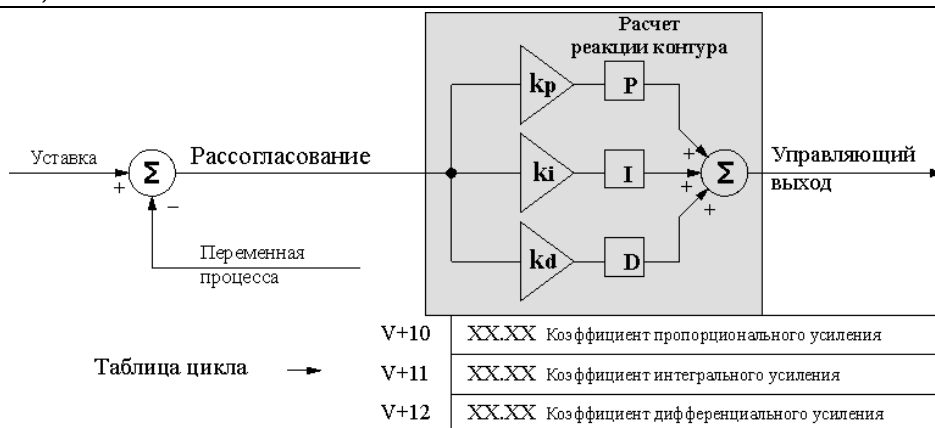 Расчет
реакции контура
kp P
Уставка + Σ Рассогласование ki I + + Σ Управляющий
− + выход
Переменная kd D
процесса
V+10 XX.XX Коэффициент пропорционального усиления
Таблица цикла V+11 XX.XX Коэффициент интегрального усиления
V+12 XX.XX Коэффициент дифференциального усиления